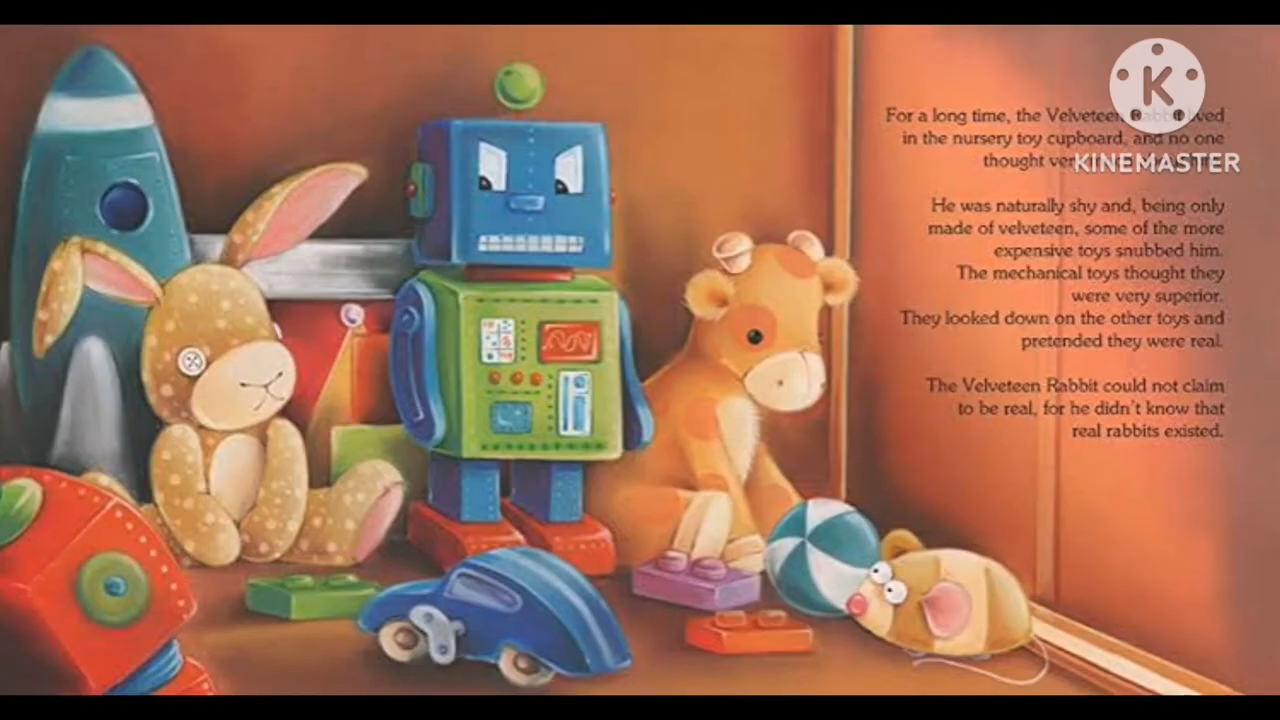 For a long time, the Velveteen Rabbit lived
in the nursery toy cupboard, and no one
thought
He was naturally shy and, being only
made of velveteen, some of the more
expensive toys snubbed him.
The mechanical toys thought they
were very superior.
They looked down on the other toys and
pretended they were real.
The Velveteen Rabbit could not claim
to be real, for he didn't know that
real rabbits existed.
K
KINEMASTER